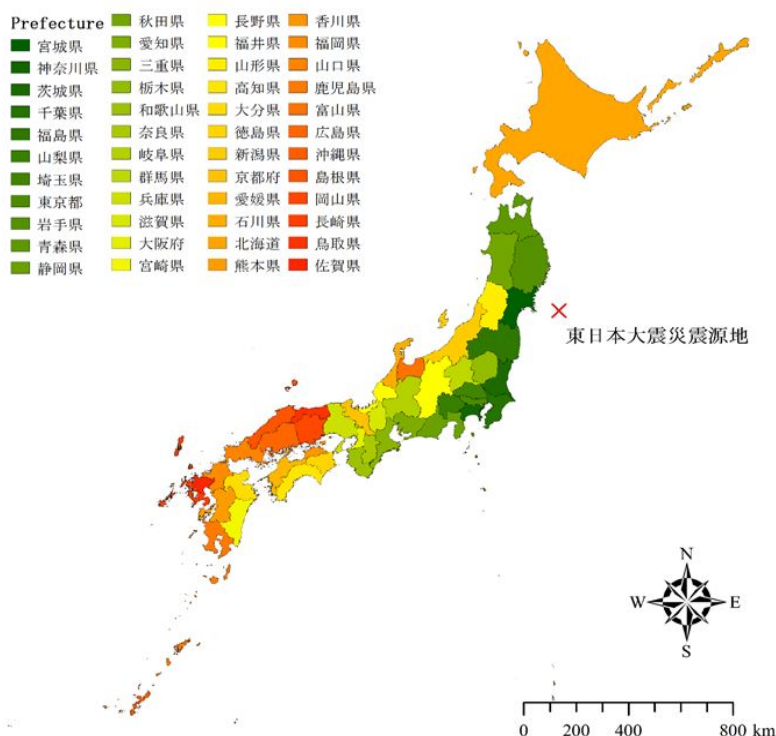 Prefecture
宮城県
神奈川県
茨城県
千葉県
福島県
山梨県
埼玉県
東京都
岩手県
青森県
静岡県
秋田県
愛知県
三重県
栃木県
和歌山県
奈良県
岐阜県
群馬県
兵庫県
滋賀県
大阪府
宮崎県
長野県
福井県
山形県
高知県
大分県
徳島県
新潟県
京都府
愛媛県
石川県
北海道
熊本県
香川県
福岡県
山口県
鹿児島県
富山県
広島県
沖縄県
島根県
岡山県
長崎県
鳥取県
佐賀県
東日本大震災震源地
N
W E
S
0 200 400 800 km